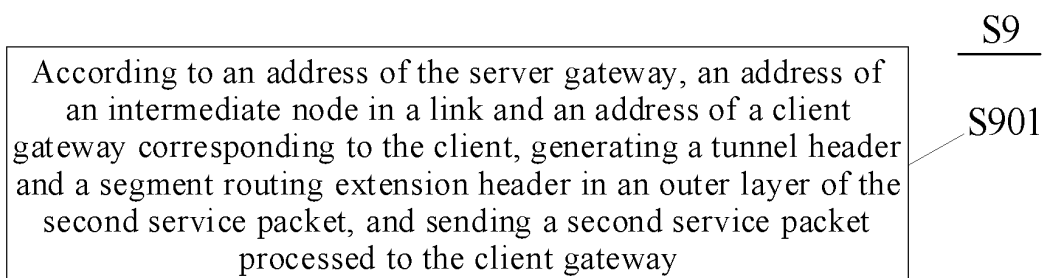 S9
According to an address of the server gateway, an address of
an intermediate node in a link and an address of a client
gateway corresponding to the client, generating a tunnel header
and a segment routing extension header in an outer layer of the
second service packet, and sending a second service packet
processed to the client gateway
S901